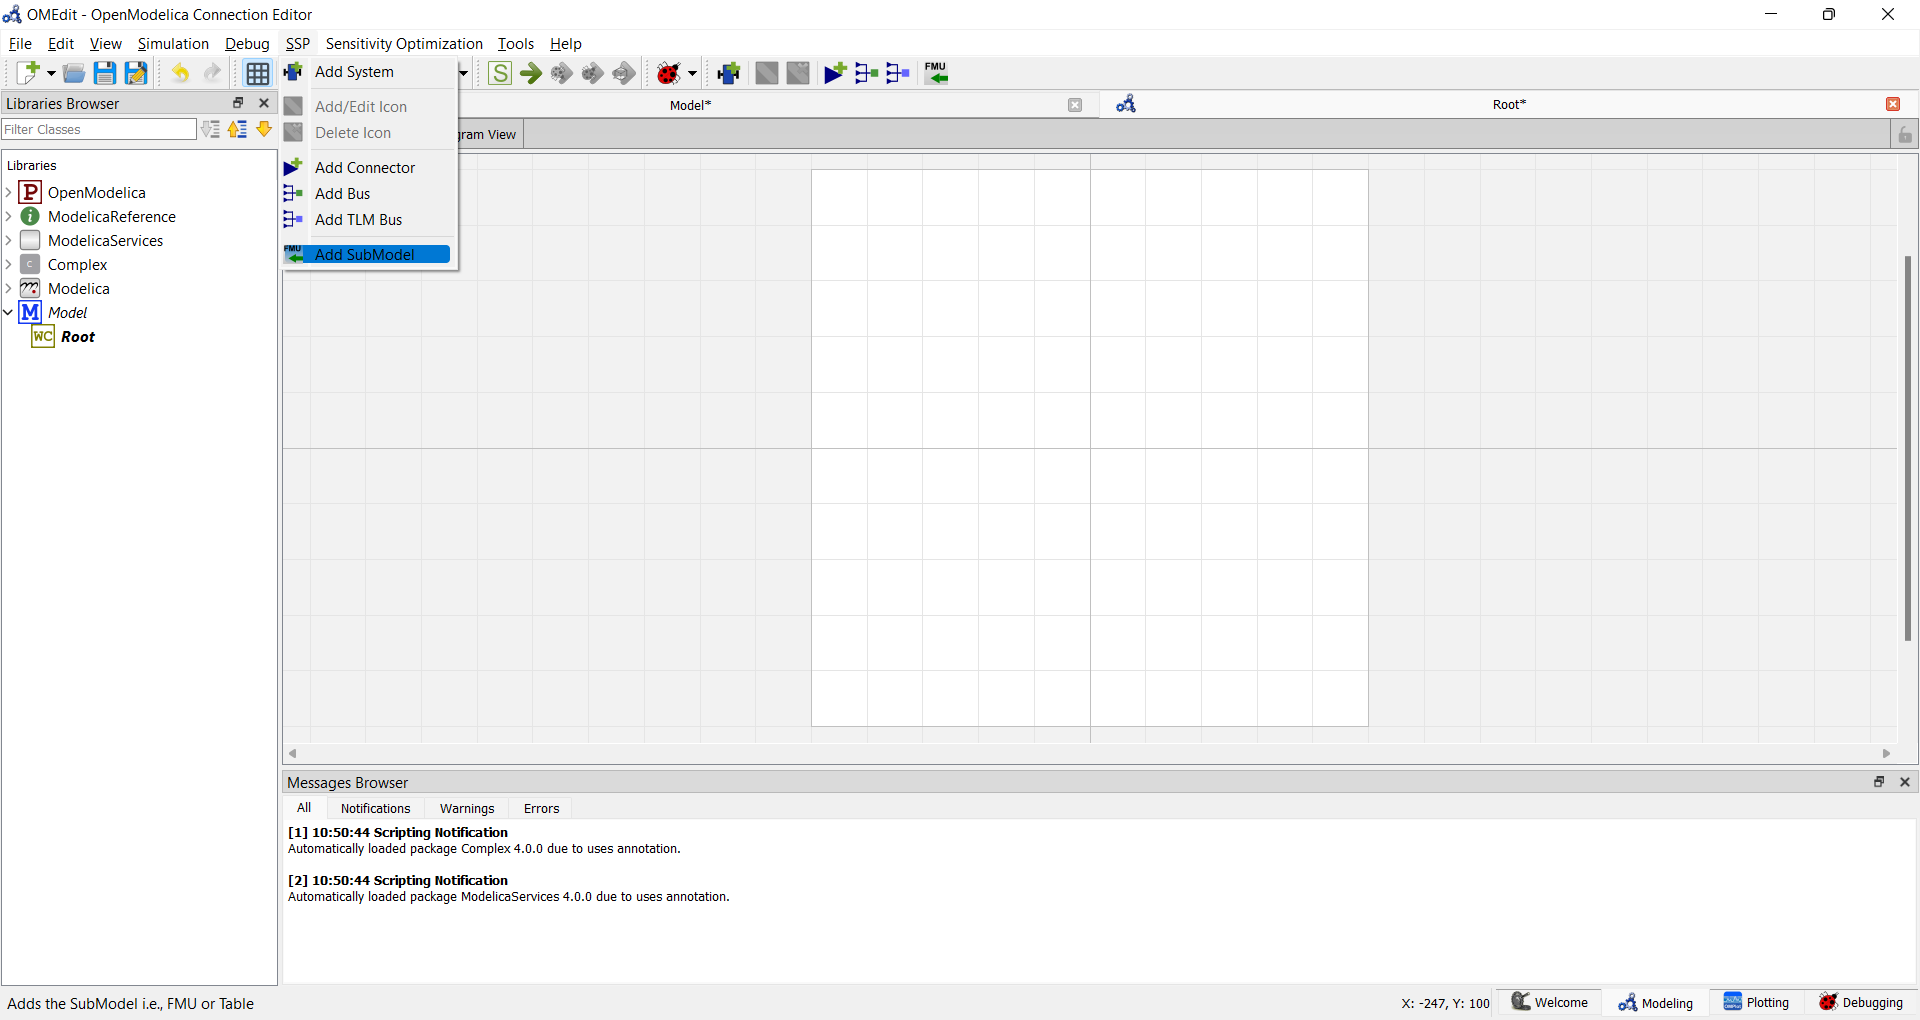 OMEdit - OpenModelica Connection Editor
File Edit View Simulation Debug SSP Sensitivity Optimization Tools Help
S
FMU
Add System
Add/Edit Icon
Delete Icon
Add Connector
Add Bus
Add TLM Bus
FMU Add SubModel
Libraries Browser
Filter Classes
Libraries
P OpenModelica
i ModelicaReference
ModelicaServices
C Complex
m Modelica
M Model
WC Root
Model*
Root*
gram View
Messages Browser
All Notifications Warnings Errors
[1] 10:50:44 Scripting Notification
Automatically loaded package Complex 4.0.0 due to uses annotation.
[2] 10:50:44 Scripting Notification
Automatically loaded package ModelicaServices 4.0.0 due to uses annotation.
Adds the SubModel i.e., FMU or Table
X: -247, Y: 100
Welcome Modeling Plotting Debugging